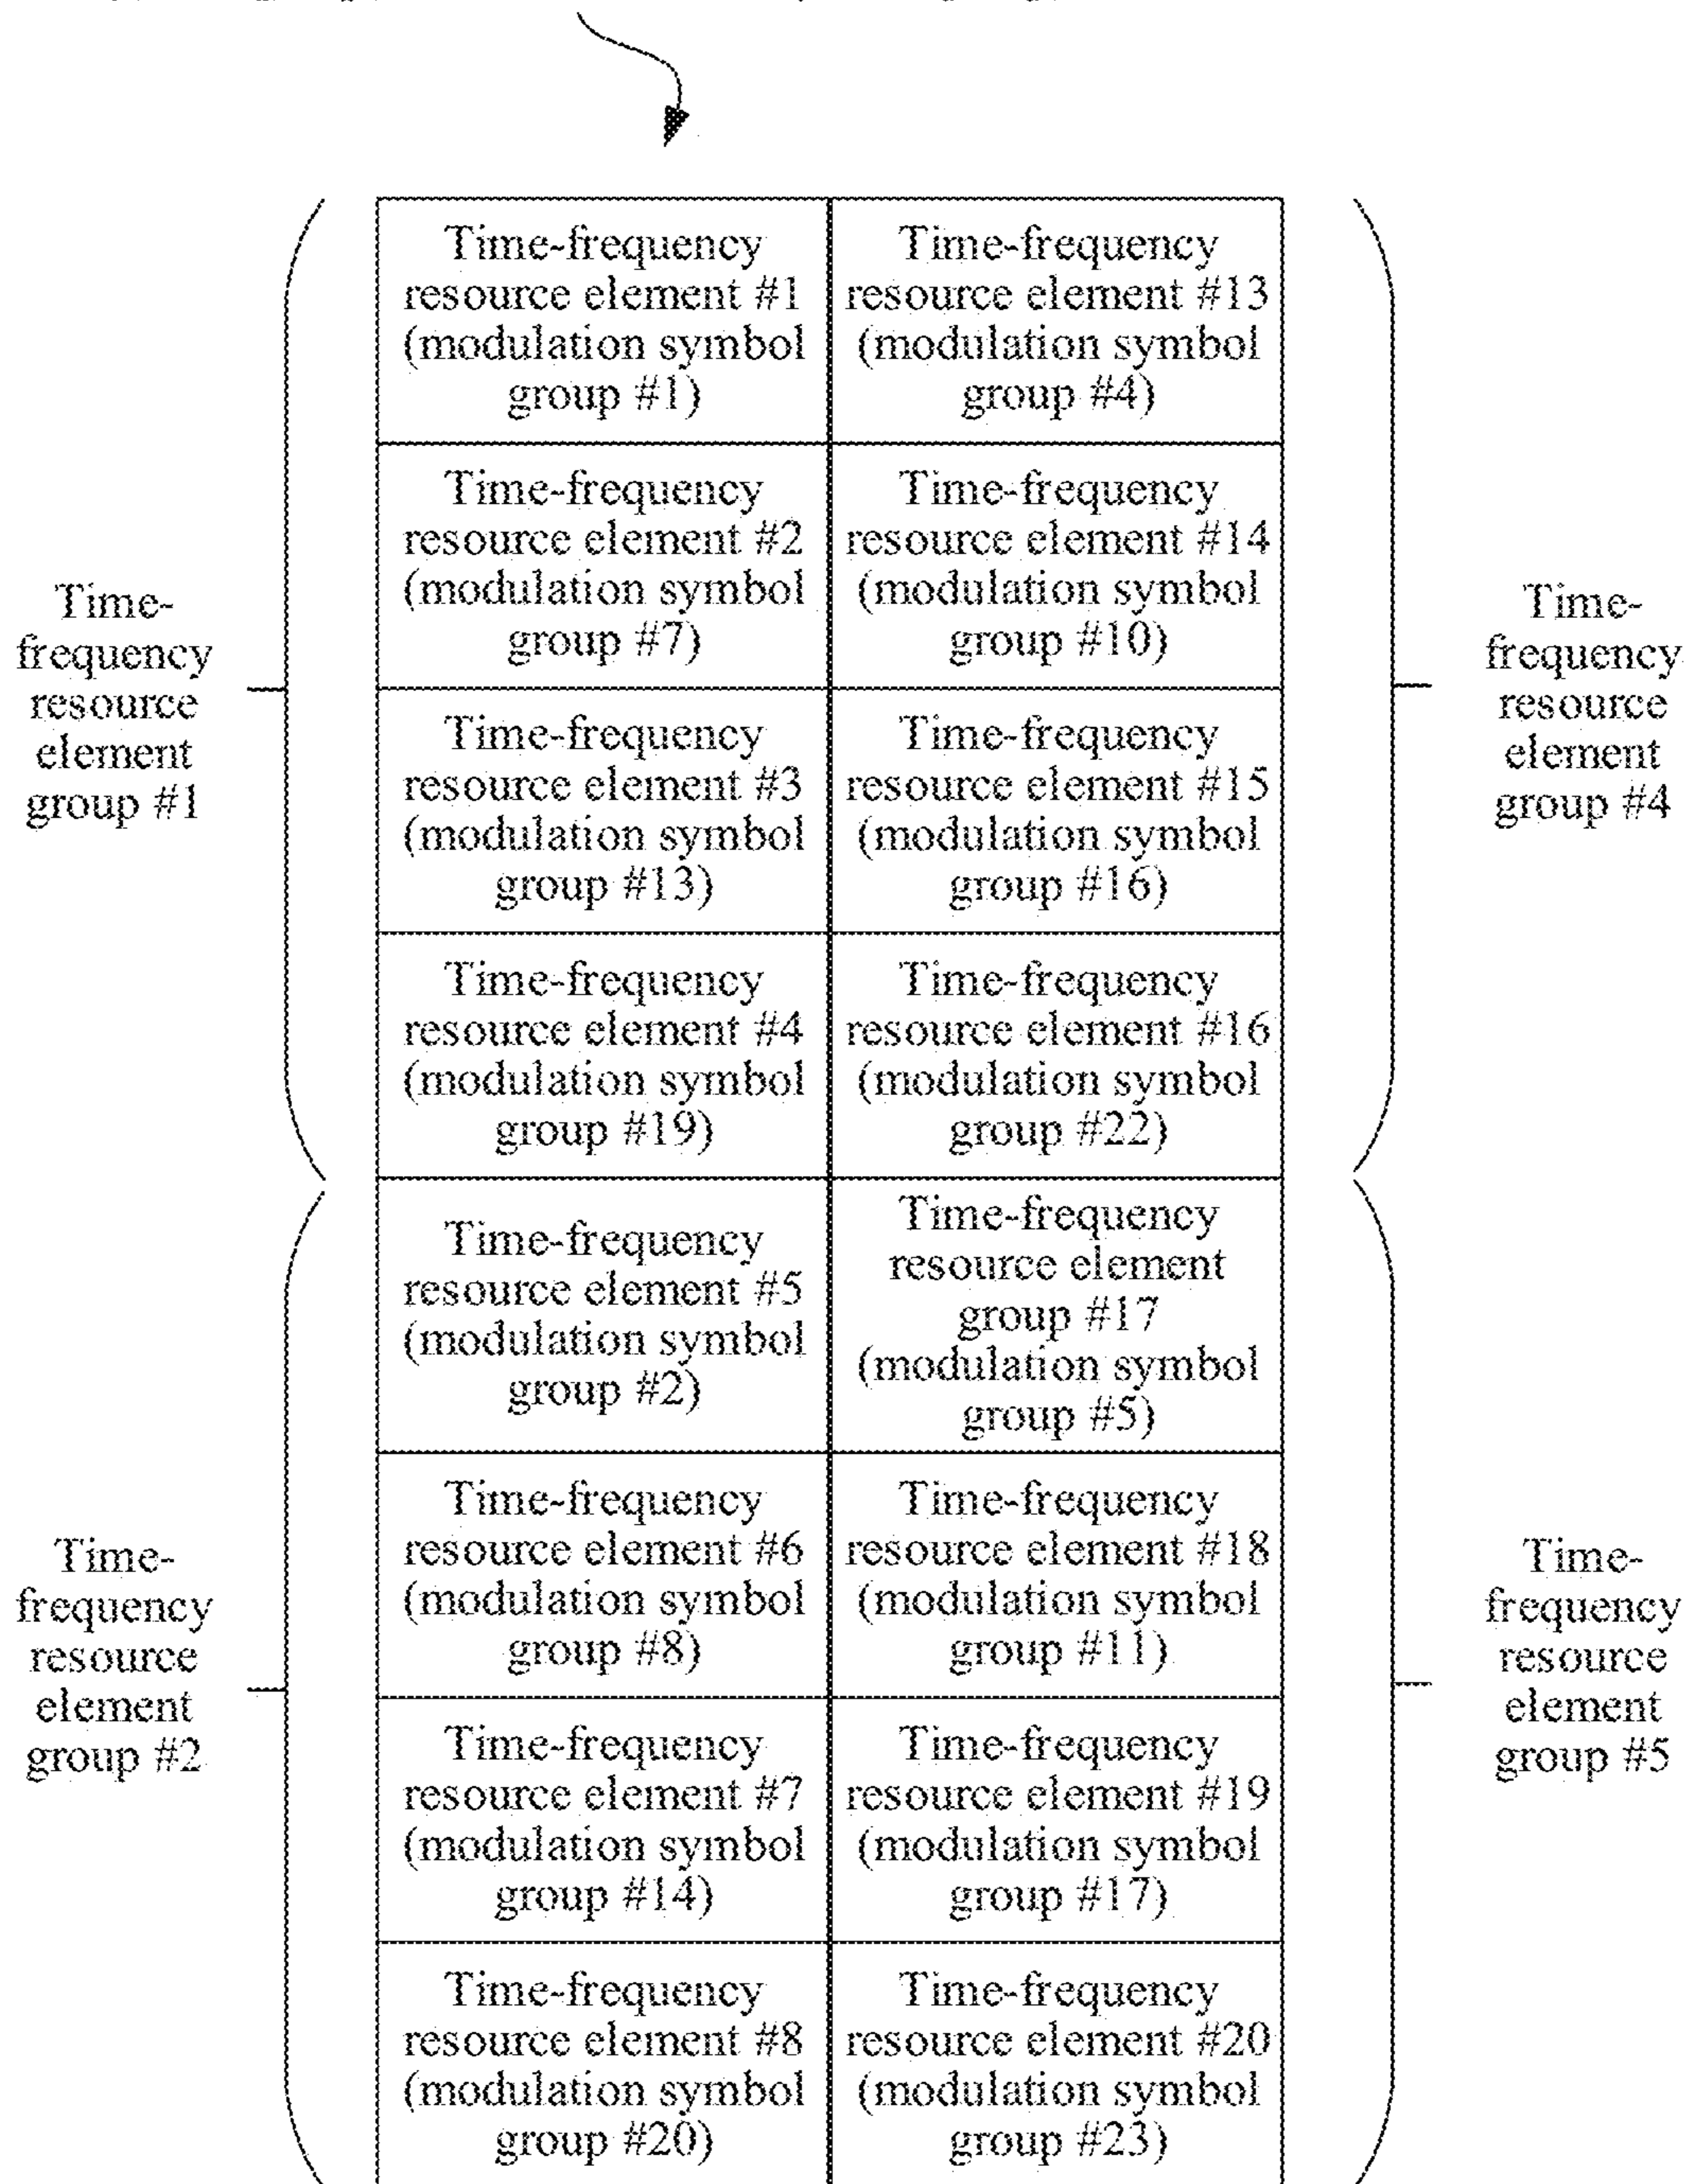 Time-
frequency
resource
element
group #1
Time-frequency
resource element #1
(modulation symbol
group #1)
Time-frequency
resource element #13
(modulation symbol
group #4)
Time-frequency
resource element #2
(modulation symbol
group #7)
Time-frequency
resource element #14
(modulation symbol
group #10)
Time-frequency
resource element #3
(modulation symbol
group #13)
Time-frequency
resource element #15
(modulation symbol
group #16)
Time-frequency
resource element #4
(modulation symbol
group #19)
Time-frequency
resource element #16
(modulation symbol
group #22)
Time-
frequency
resource
element
group #4
Time-
frequency
resource
element
group #2
Time-frequency
resource element #5
(modulation symbol
group #2)
Time-frequency
resource element
group #17
(modulation symbol
group #5)
Time-frequency
resource element #6
(modulation symbol
group #8)
Time-frequency
resource element #18
(modulation symbol
group #11)
Time-frequency
resource element #7
(modulation symbol
group #14)
Time-frequency
resource element #19
(modulation symbol
group #17)
Time-frequency
resource element #8
(modulation symbol
group #20)
Time-frequency
resource element #20
(modulation symbol
group #23)
Time-
frequency
resource
element
group #5